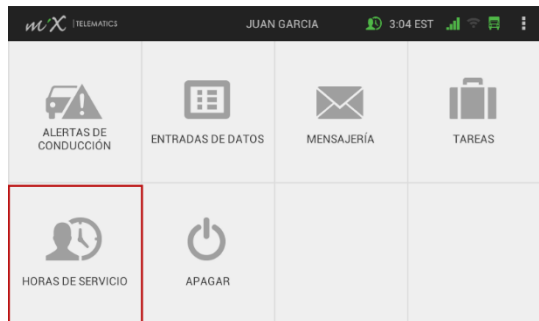 miX | TELEMATICS JUAN GARCIA 3:04 EST
ALERTAS DE
CONDUCCIÓN
ENTRADAS DE DATOS
MENSAJERÍA
TAREAS
HORAS DE SERVICIO
APAGAR